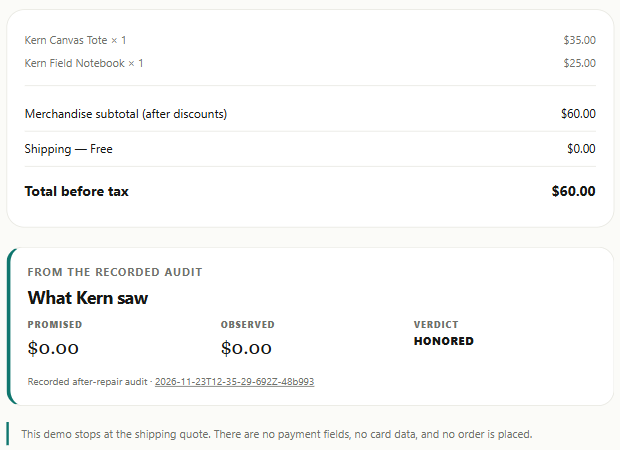 Kern Canvas Tote × 1 $35.00
Kern Field Notebook × 1 $25.00
Merchandise subtotal (after discounts) $60.00
Shipping — Free $0.00
Total before tax $60.00
FROM THE RECORDED AUDIT
What Kern saw
PROMISED OBSERVED VERDICT
$0.00 $0.00 HONORED
Recorded after-repair audit · 2026-11-23T12-35-29-692Z-48b993
This demo stops at the shipping quote. There are no payment fields, no card data, and no order is placed.